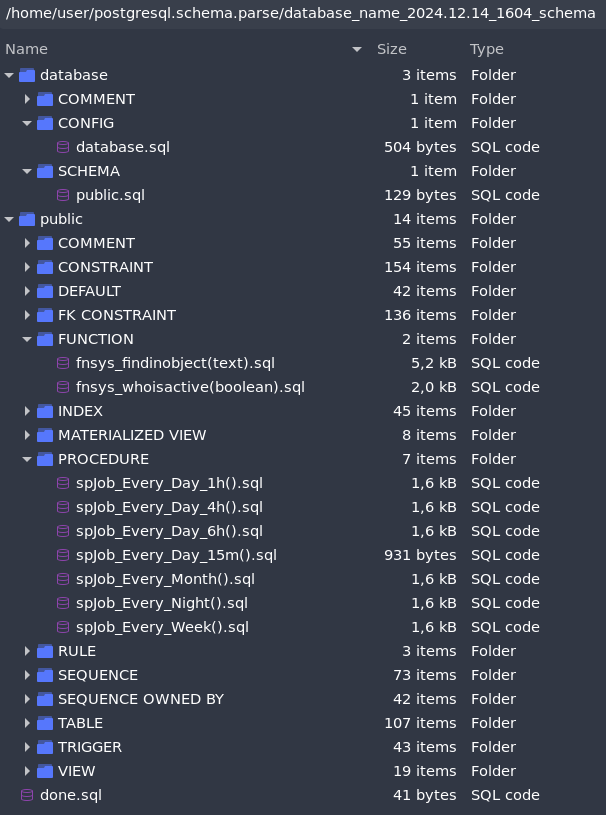 /home/user/postgresql.schema.parse/database_name_2024.12.14_1604_schema
Name Size Type
database 3 items Folder
COMMENT 1 item Folder
CONFIG 1 item Folder
database.sql 504 bytes SQL code
SCHEMA 1 item Folder
public.sql 129 bytes SQL code
public 14 items Folder
COMMENT 55 items Folder
CONSTRAINT 154 items Folder
DEFAULT 42 items Folder
FK CONSTRAINT 136 items Folder
FUNCTION 2 items Folder
fnsys_findinobject(text).sql 5,2 kB SQL code
fnsys_whoisactive(boolean).sql 2,0 kB SQL code
INDEX 45 items Folder
MATERIALIZED VIEW 8 items Folder
PROCEDURE 7 items Folder
spJob_Every_Day_1h().sql 1,6 kB SQL code
spJob_Every_Day_4h().sql 1,6 kB SQL code
spJob_Every_Day_6h().sql 1,6 kB SQL code
spJob_Every_Day_15m().sql 931 bytes SQL code
spJob_Every_Month().sql 1,6 kB SQL code
spJob_Every_Night().sql 1,6 kB SQL code
spJob_Every_Week().sql 1,6 kB SQL code
RULE 3 items Folder
SEQUENCE 73 items Folder
SEQUENCE OWNED BY 42 items Folder
TABLE 107 items Folder
TRIGGER 43 items Folder
VIEW 19 items Folder
done.sql 41 bytes SQL code